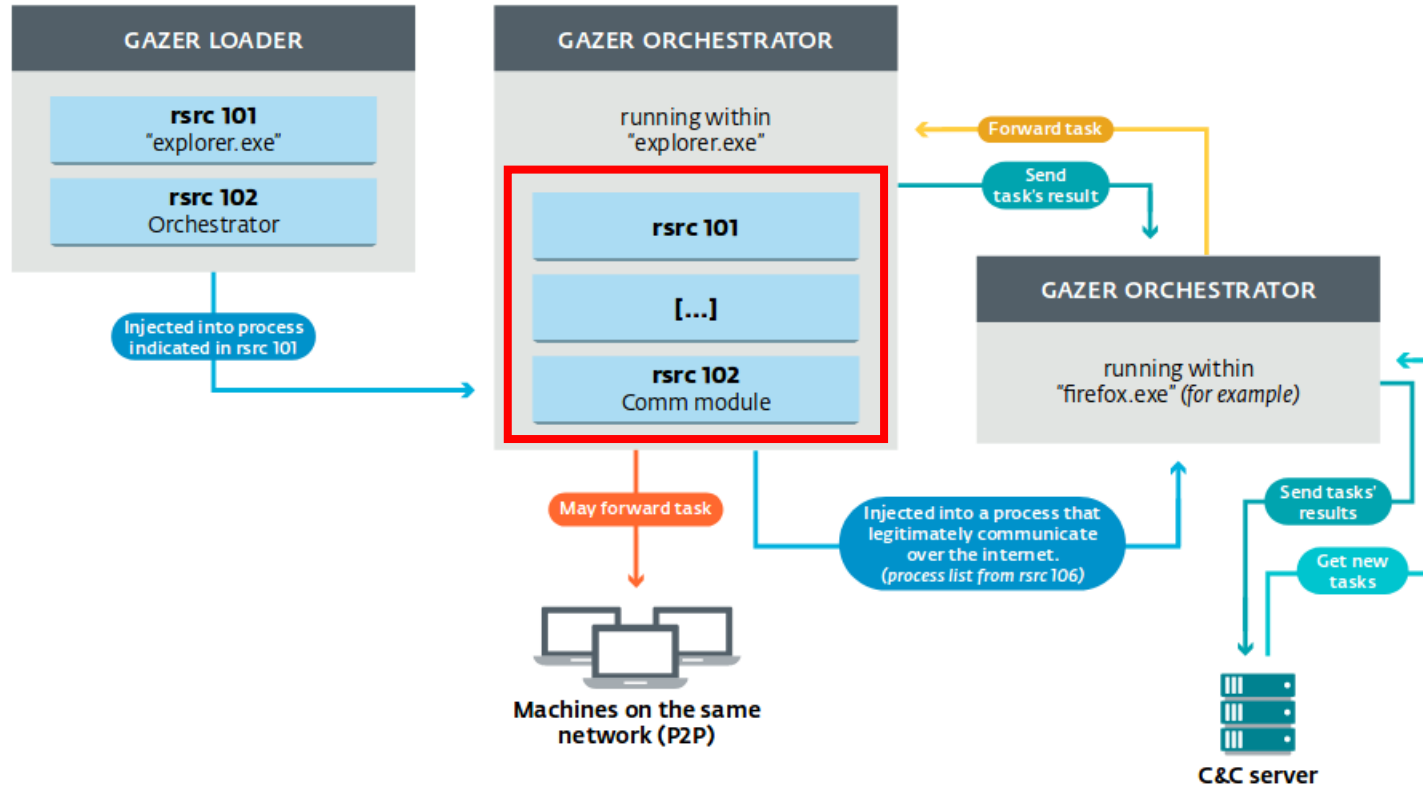 GAZER LOADER
rsrc 101
"explorer.exe"
rsrc 102
Orchestrator
Injected into process
indicated in rsrc 101
GAZER ORCHESTRATOR
running within
"explorer.exe"
rsrc 101
[...]
rsrc 102
Comm module
Forward task
Send
task's result
GAZER ORCHESTRATOR
running within
"firefox.exe" (for example)
May forward task
Injected into a process that
legitimately communicate
over the internet.
(process list from rsrc 106)
Send tasks'
results
Get new
tasks
Machines on the same
network (P2P)
C&C server